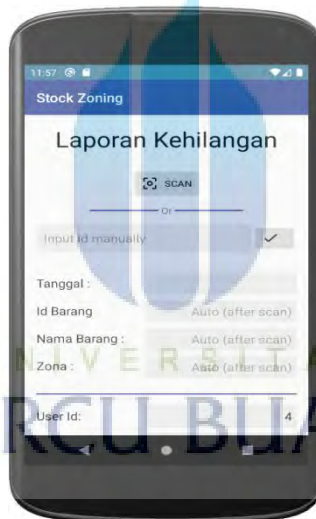 11:57
Stock Zoning
Laporan Kehilangan
SCAN
Or
Input Id manually
Tanggal :
Id Barang Auto (after scan)
Nama Barang : Auto (after scan)
Zona : Auto (after scan)
NIVERSITA
User Id: 4
RCU BUA